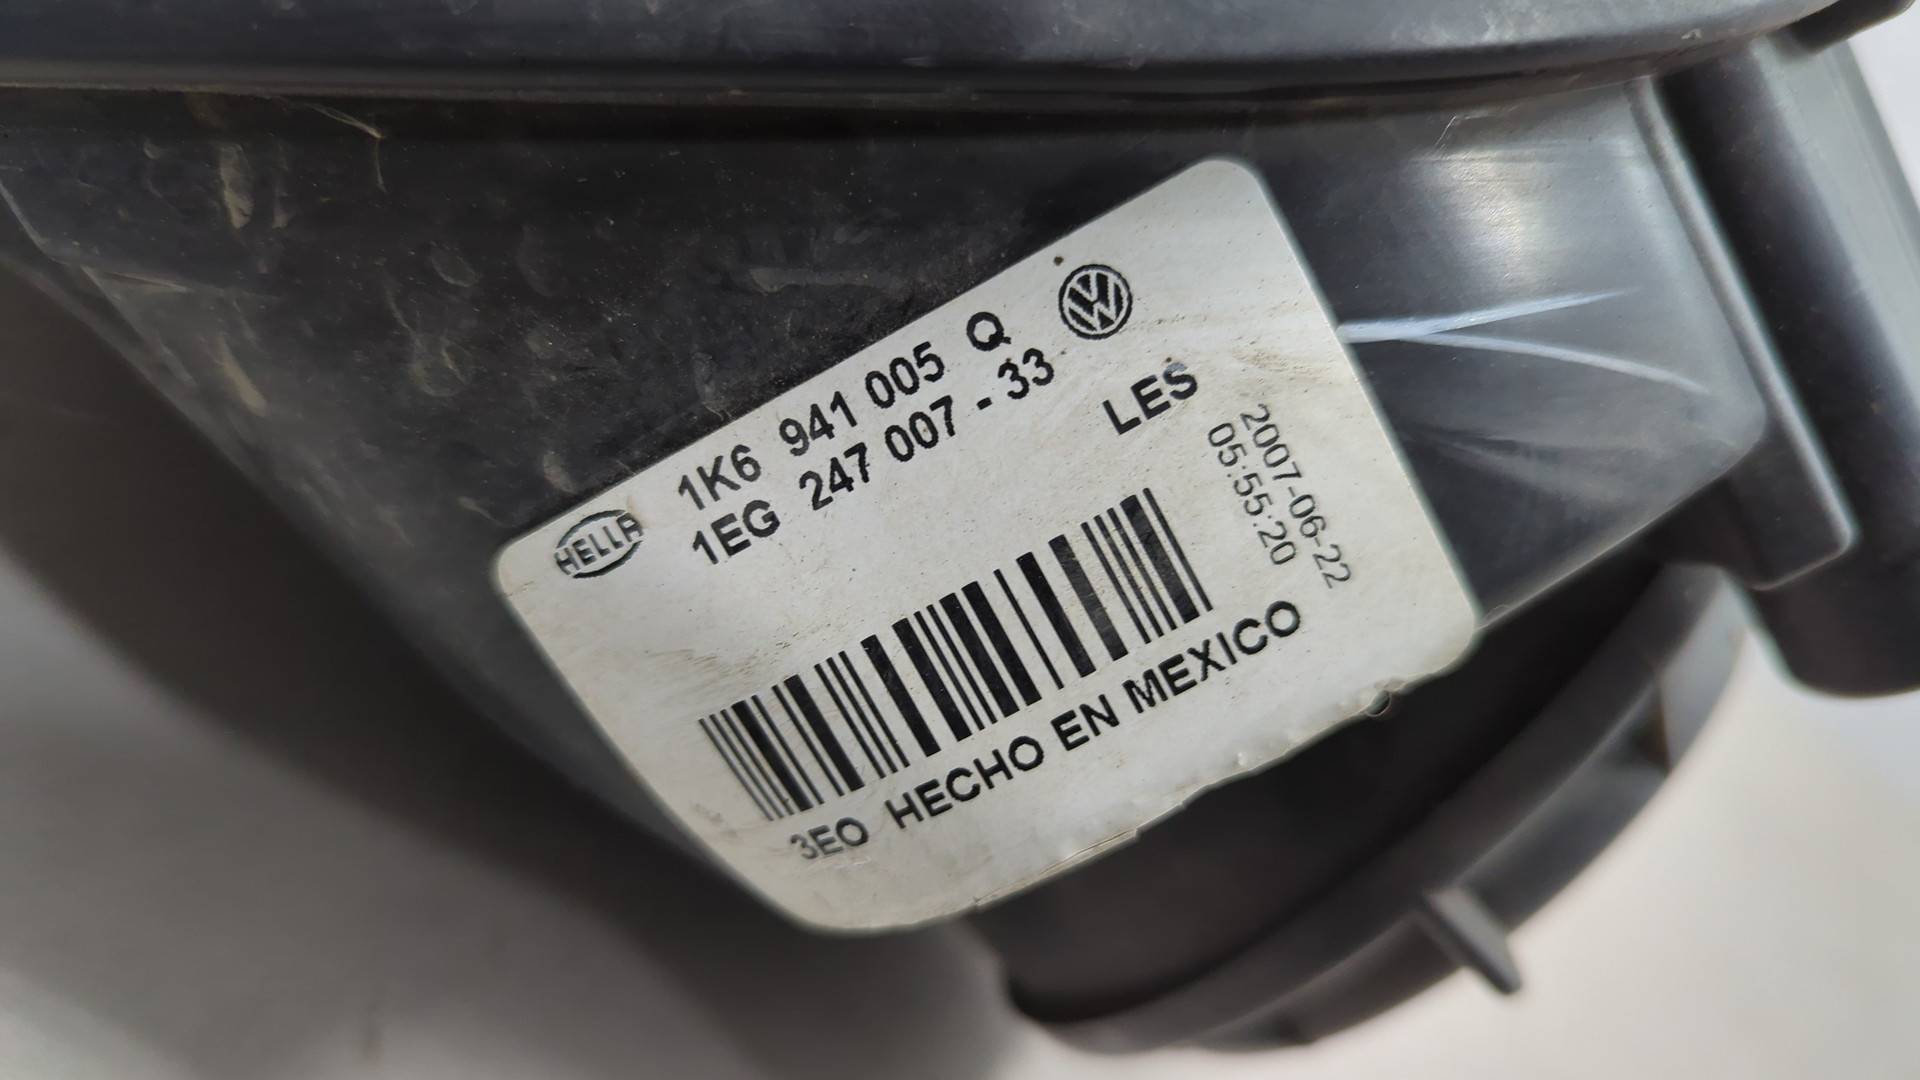 1K6 941 005 Q
1EG 247 007 - 33
HELLA
LES
2007-06-22
05:55:20
3EO HECHO EN MEXICO